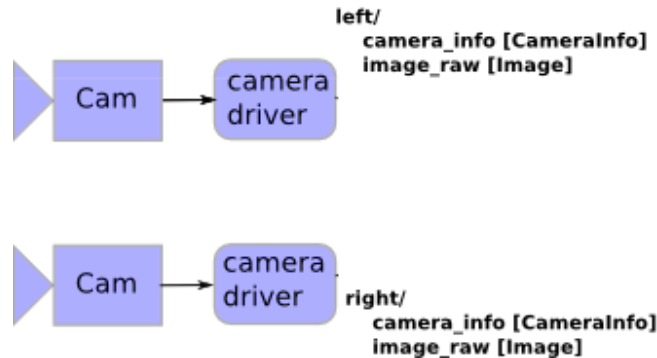 left/
camera_info [CameraInfo]
image_raw [Image]
Cam
camera
driver
Cam
camera
driver
right/
camera_info [CameraInfo]
image_raw [Image]